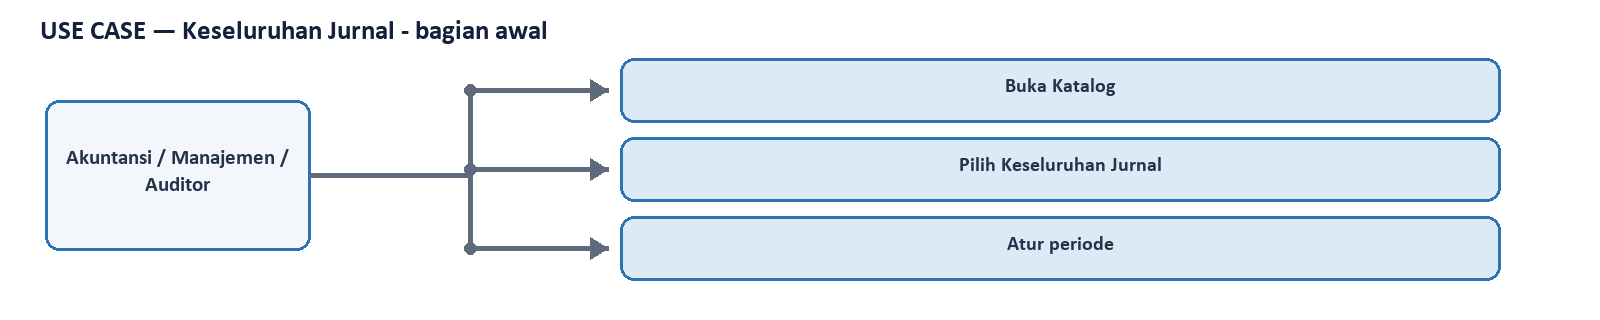 USE CASE — Keseluruhan Jurnal - bagian awal
Akuntansi / Manajemen /
Auditor
Buka Katalog
Pilih Keseluruhan Jurnal
Atur periode